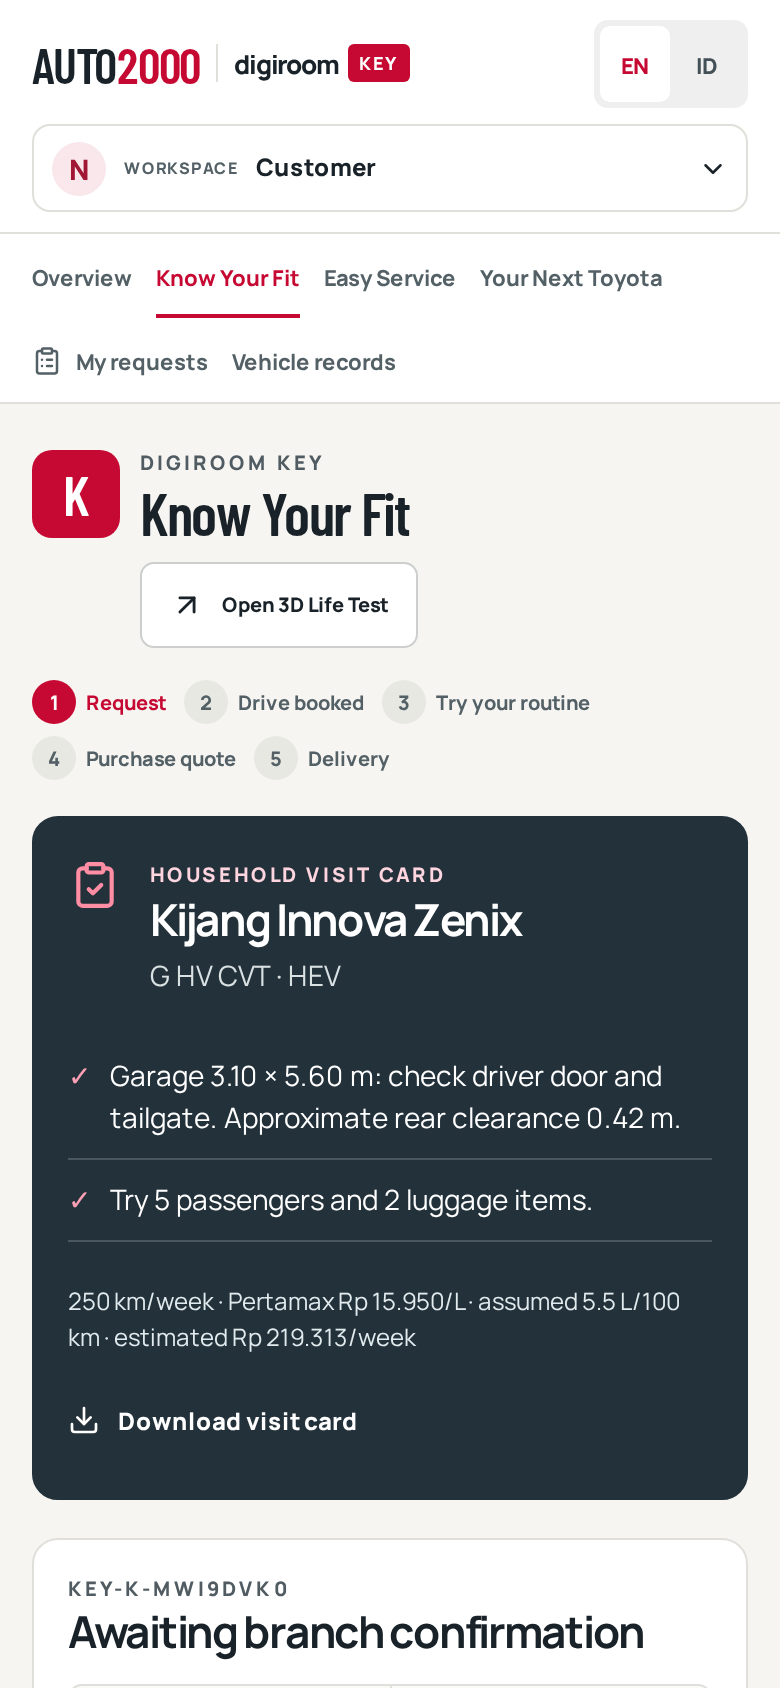 AUTO2000 digiroom KEY
EN ID
N WORKSPACE Customer
Overview Know Your Fit Easy Service Your Next Toyota
My requests Vehicle records
K
DIGIROOM KEY
Know Your Fit
Open 3D Life Test
1 Request 2 Drive booked 3 Try your routine
4 Purchase quote 5 Delivery
HOUSEHOLD VISIT CARD
Kijang Innova Zenix
G HV CVT · HEV
✓ Garage 3.10 × 5.60 m: check driver door and
tailgate. Approximate rear clearance 0.42 m.
✓ Try 5 passengers and 2 luggage items.
250 km/week · Pertamax Rp 15.950/L · assumed 5.5 L/100
km · estimated Rp 219.313/week
Download visit card
KEY-K-MWI9DVK0
Awaiting branch confirmation